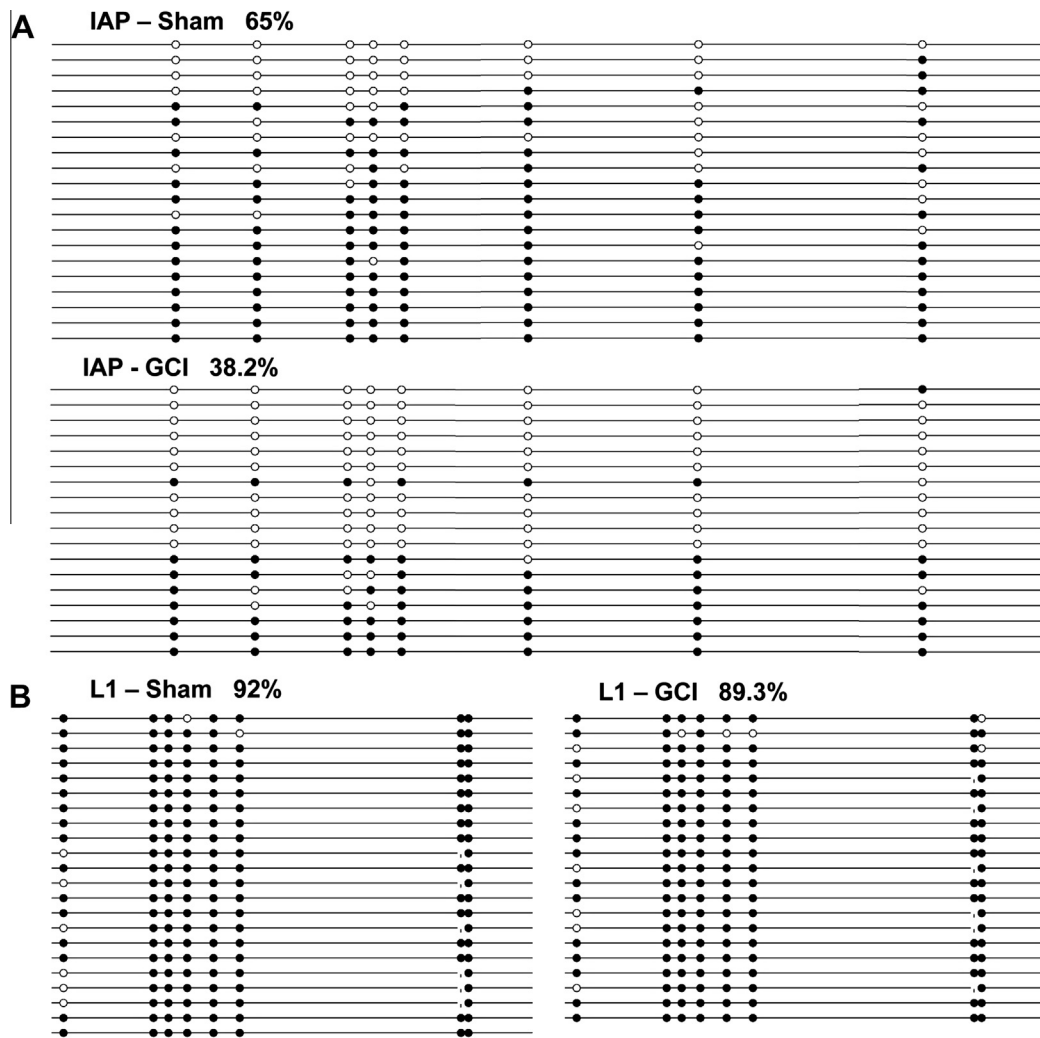 A
IAP – Sham 65%
IAP - GCI 38.2%
B
L1 – Sham 92%
L1 – GCI 89.3%